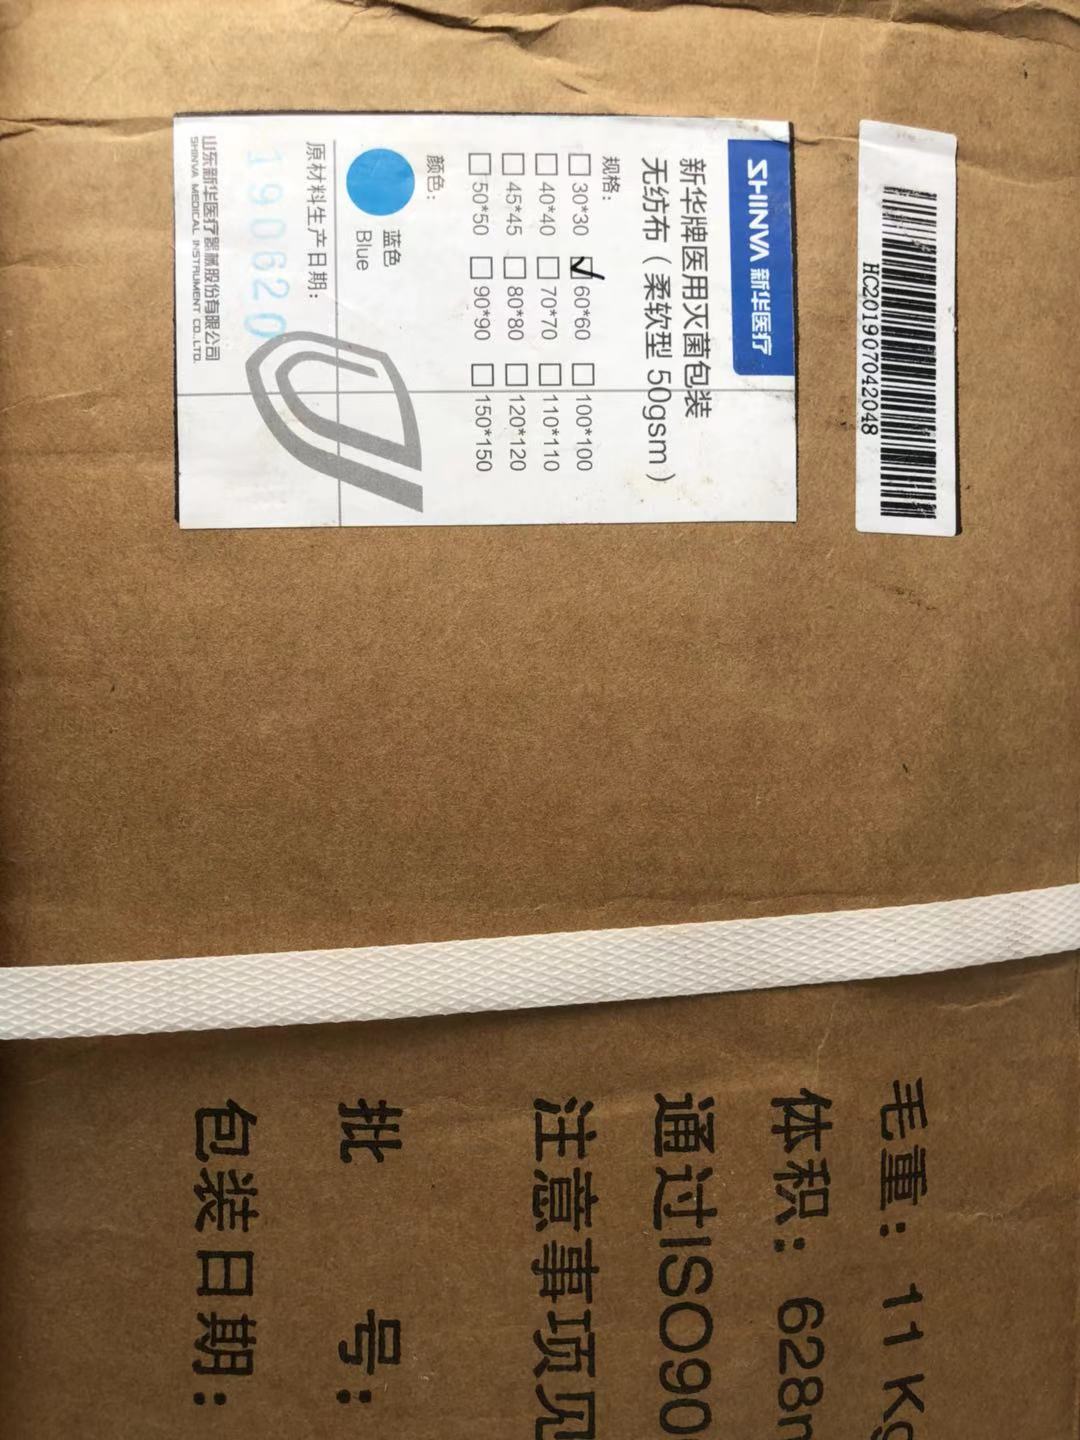 HC20190704 2048
SHINVA 新华医疗
新华牌医用灭菌包装
无纺布（柔软型 50gsm）
规格：
□30*30 ☑60*60 □100*100
□40*40 □70*70 □110*110
□45*45 □80*80 □120*120
□50*50 □90*90 □150*150
颜色：
蓝色
Blue
原材料生产日期：
190620
山东新华医疗器械股份有限公司
SHINVA MEDICAL INSTRUMENT CO.,LTD.
毛重：11Kg
体积：628m
通过ISO90
注意事项见
批 号：
包装日期：